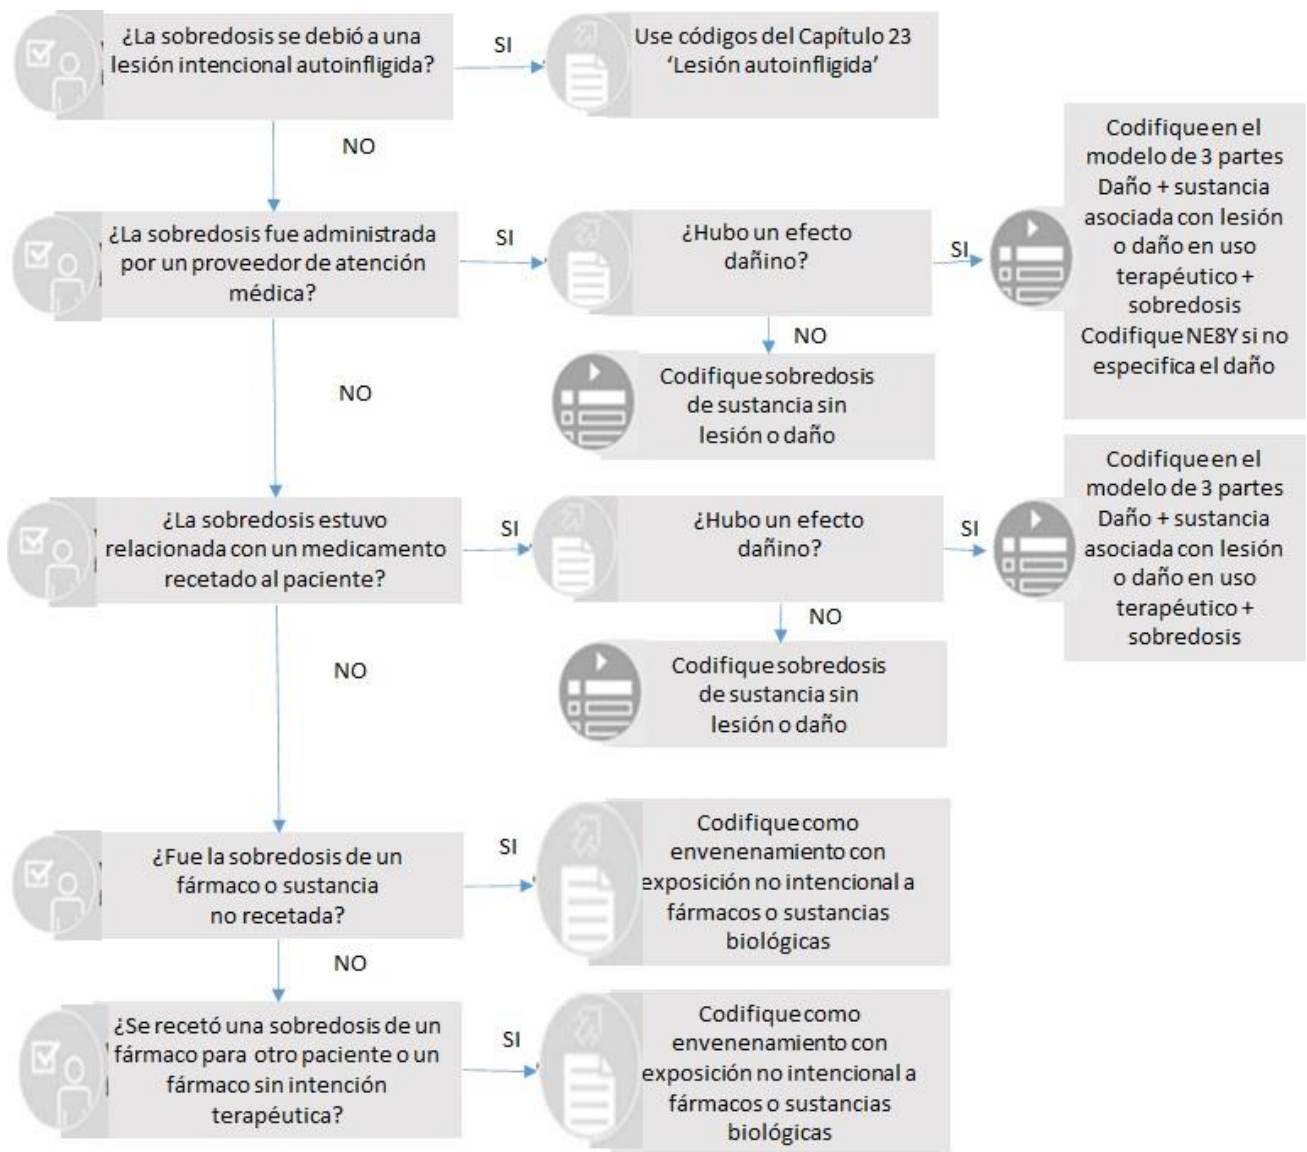 ¿La sobredosis se debió a una
lesión intencional autoinfligida?
SI
Use códigos del Capítulo 23
‘Lesión autoinfligida’
NO
¿La sobredosis fue administrada
por un proveedor de atención
médica?
SI
¿Hubo un efecto
dañino?
SI
Codifique en el
modelo de 3 partes
Daño + sustancia
asociada con lesión
o daño en uso
terapéutico +
sobredosis
Codifique NE8Y si no
especifica el daño
NO
Codifique sobredosis
de sustancia sin
lesión o daño
NO
¿La sobredosis estuvo
relacionada con un medicamento
recetado al paciente?
SI
¿Hubo un efecto
dañino?
SI
Codifique en el
modelo de 3 partes
Daño + sustancia
asociada con lesión
o daño en uso
terapéutico +
sobredosis
NO
Codifique sobredosis
de sustancia sin
lesión o daño
NO
¿Fue la sobredosis de un
fármaco o sustancia
no recetada?
SI
Codifique como
envenenamiento con
exposición no intencional a
fármacos o sustancias
biológicas
NO
¿Se recetó una sobredosis de un
fármaco para otro paciente o un
fármaco sin intención
terapéutica?
SI
Codifique como
envenenamiento con
exposición no intencional a
fármacos o sustancias
biológicas